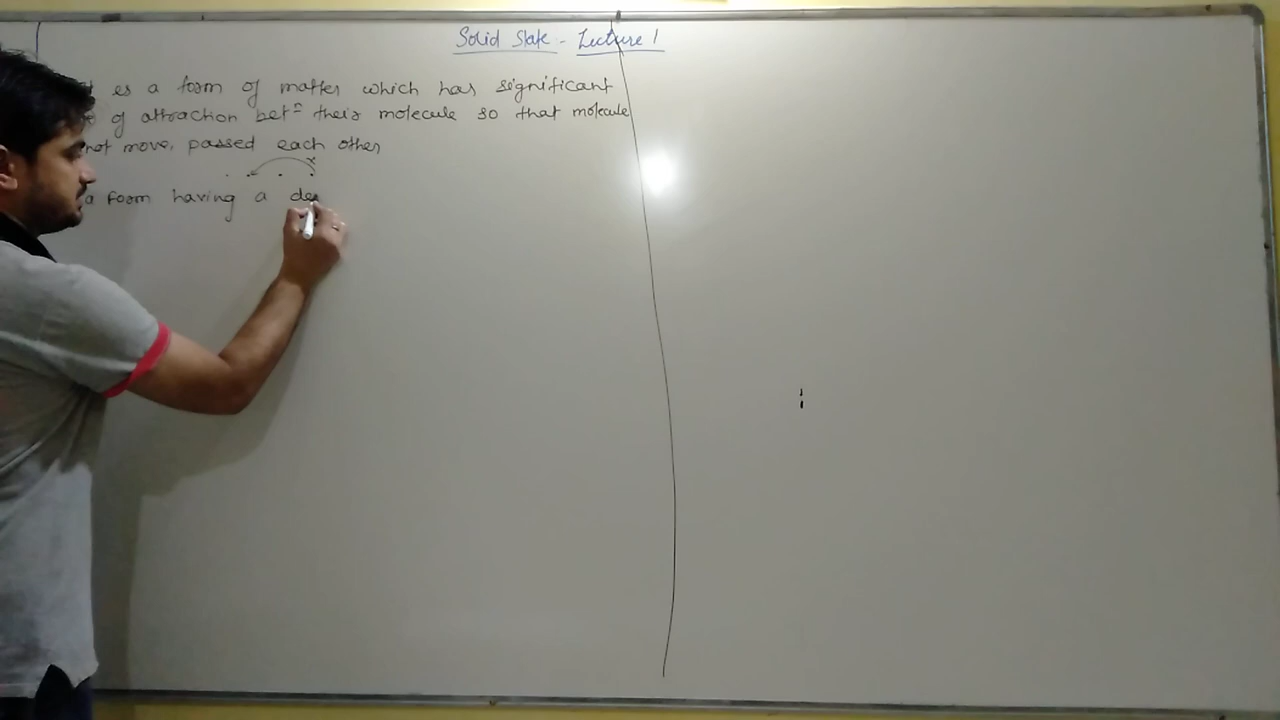 Solid State - Lecture 1
is a form of matter which has significant
of attraction betn their molecule so that molecule
not move, passed each other,
x
a form having a de